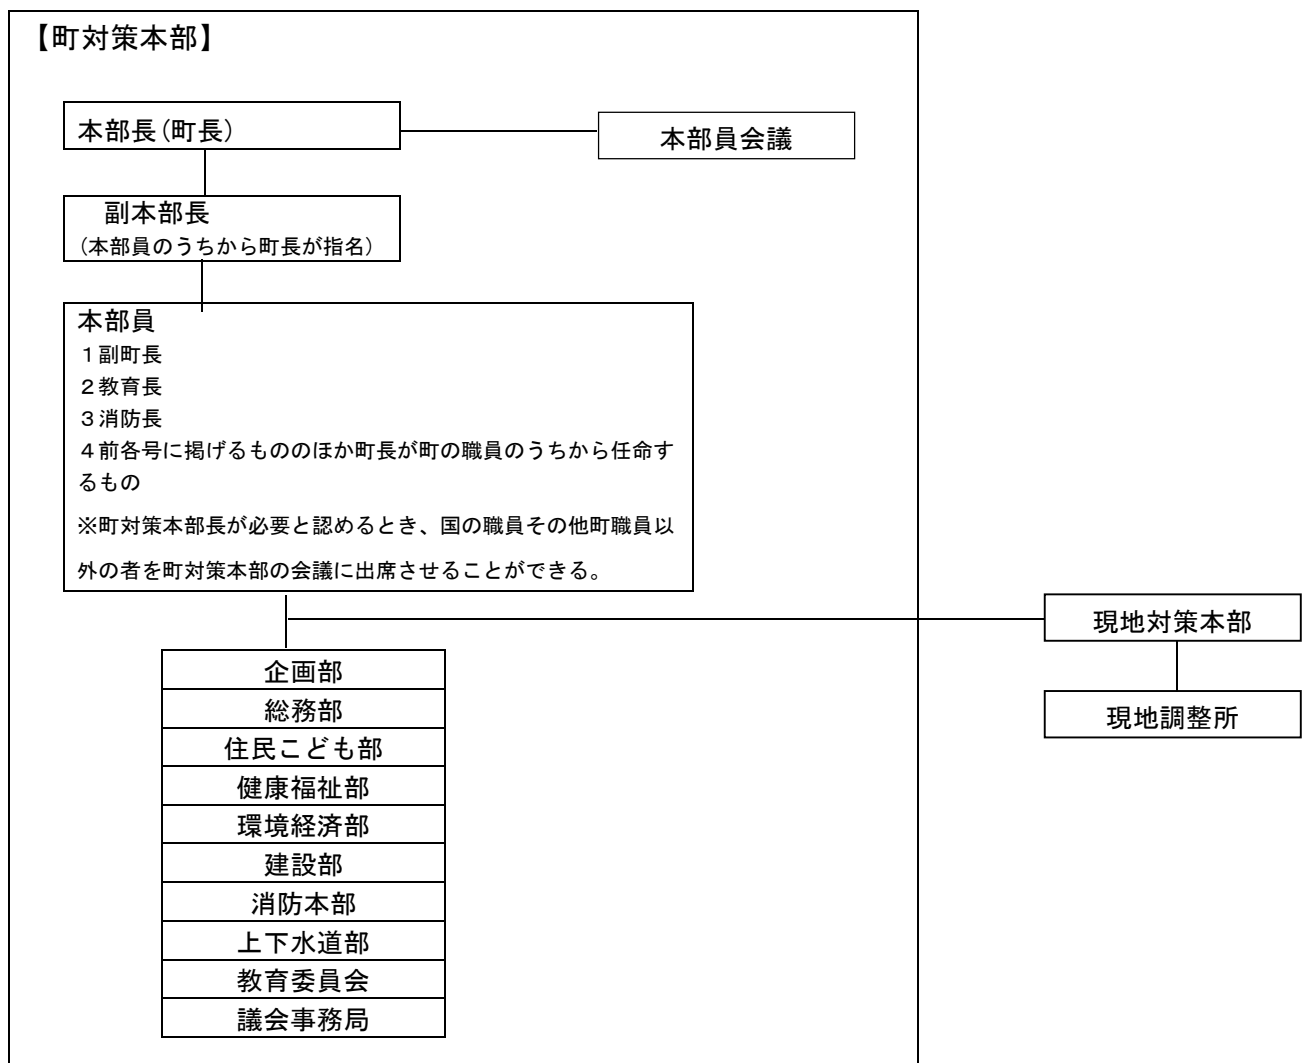 【町対策本部】
本部長(町長)
本部員会議
副本部長
(本部員のうちから町長が指名)
本部員
1副町長
2教育長
3消防長
4前各号に掲げるもののほか町長が町の職員のうちから任命す
るもの
※町対策本部長が必要と認めるとき、国の職員その他町職員以
外の者を町対策本部の会議に出席させることができる。
現地対策本部
現地調整所
企画部
総務部
住民こども部
健康福祉部
環境経済部
建設部
消防本部
上下水道部
教育委員会
議会事務局